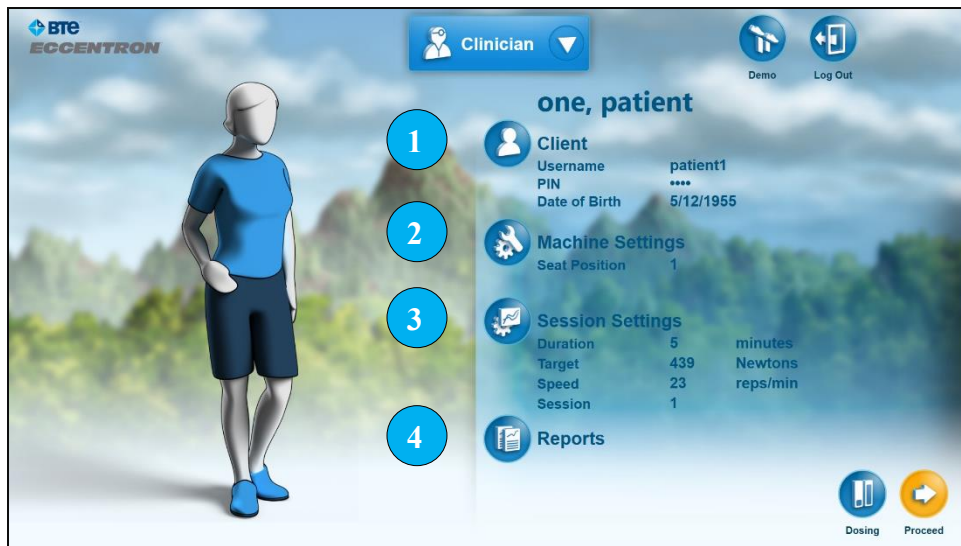 BTE
ECCENTRON
Clinician
Demo
Log Out
one, patient
1
Client
Username patient1
PIN ••••
Date of Birth 5/12/1955
2
Machine Settings
Seat Position 1
3
Session Settings
Duration 5 minutes
Target 439 Newtons
Speed 23 reps/min
Session 1
4
Reports
Dosing
Proceed